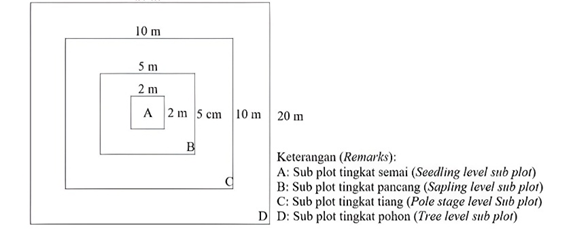 10 m
5 m
2 m
A 2 m 5 cm 10 m 20 m
B
Keterangan (Remarks):
A: Sub plot tingkat semai (Seedling level sub plot)
B: Sub plot tingkat pancang (Sapling level sub plot)
C
C: Sub plot tingkat tiang (Pole stage level Sub plot)
D
D: Sub plot tingkat pohon (Tree level sub plot)